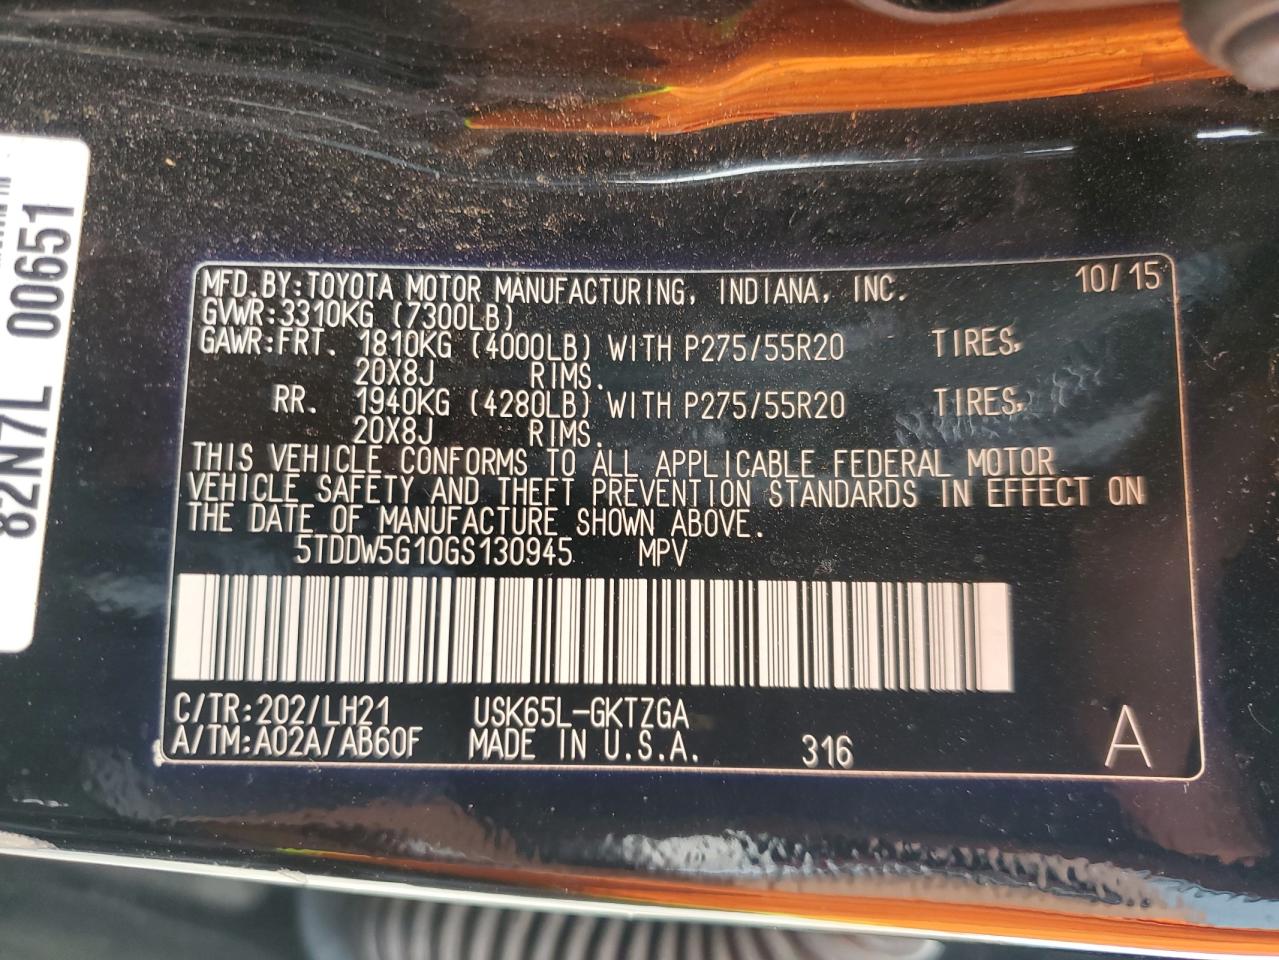 82N7L 00651
MFD.BY:TOYOTA MOTOR MANUFACTURING, INDIANA, INC. 10/15
GVWR:3310KG (7300LB)
GAWR:FRT. 1810KG (4000LB) WITH P275/55R20 TIRES,
20X8J RIMS.
RR. 1940KG (4280LB) WITH P275/55R20 TIRES,
20X8J RIMS.
THIS VEHICLE CONFORMS TO ALL APPLICABLE FEDERAL MOTOR
VEHICLE SAFETY AND THEFT PREVENTION STANDARDS IN EFFECT ON
THE DATE OF MANUFACTURE SHOWN ABOVE.
5TDDW5G10GS130945 MPV
C/TR:202/LH21 USK65L-GKTZGA
A/TM:A02A/AB60F MADE IN U.S.A. 316 A